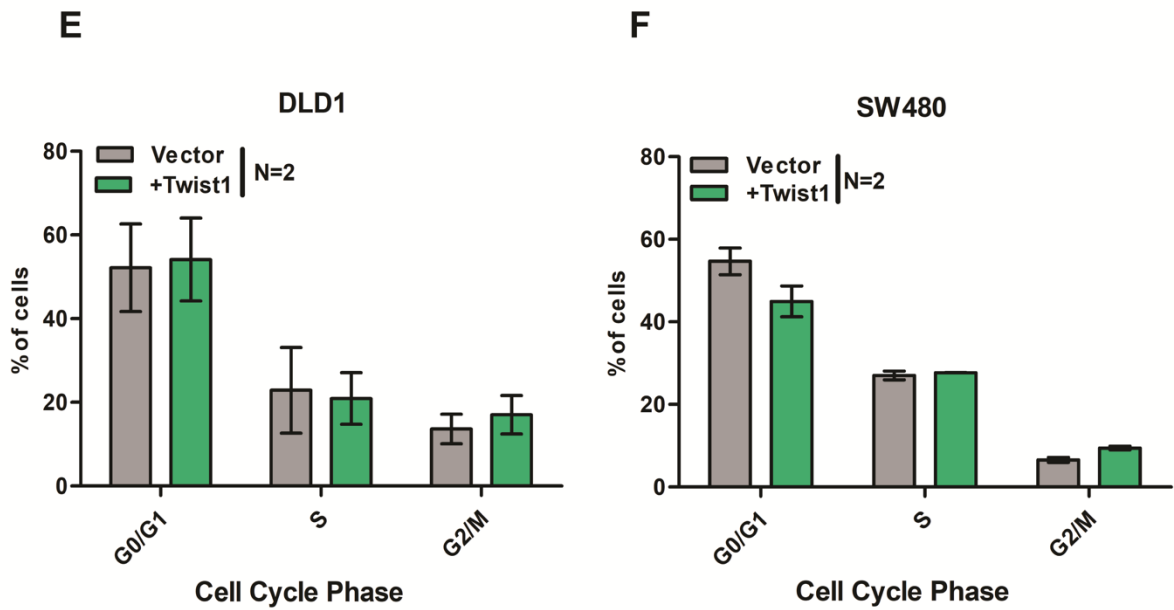 E
DLD1
Vector
+Twist1
N=2
% of cells
80
60
40
20
0
G0/G1
S
G2/M
Cell Cycle Phase
F
SW480
Vector
+Twist1
N=2
% of cells
80
60
40
20
0
G0/G1
S
G2/M
Cell Cycle Phase